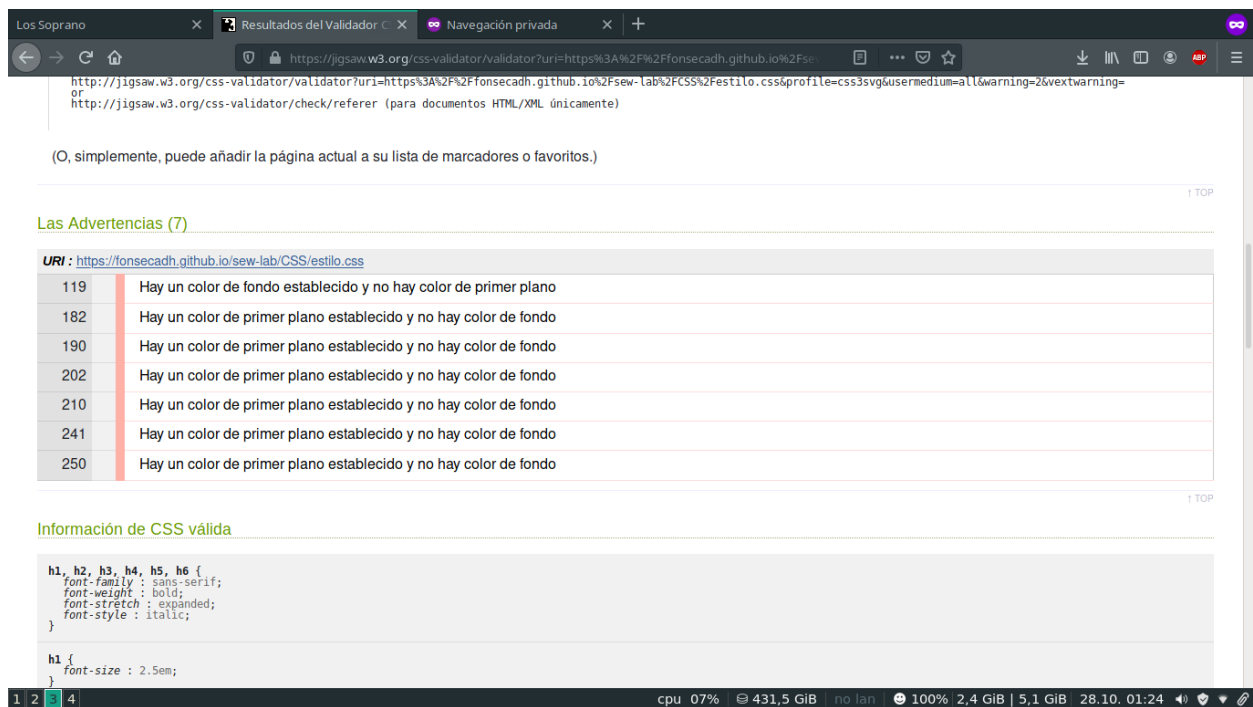 Los Soprano
Resultados del Validador C
Navegación privada
https://jigsaw.w3.org/css-validator/validator?uri=https%3A%2F%2Ffonsecadh.github.io%2Fsew
ABP
http://jigsaw.w3.org/css-validator/validator?uri=https%3A%2F%2Ffonsecadh.github.io%2Fsew-lab%2FCSS%2Festilo.css&profile=css3svg&usermedium=all&warning=2&vextwarning=
or
http://jigsaw.w3.org/css-validator/check/referer (para documentos HTML/XML únicamente)
(O, simplemente, puede añadir la página actual a su lista de marcadores o favoritos.)
↑ TOP
Las Advertencias (7)
URI : https://fonsecadh.github.io/sew-lab/CSS/estilo.css
119 Hay un color de fondo establecido y no hay color de primer plano
182 Hay un color de primer plano establecido y no hay color de fondo
190 Hay un color de primer plano establecido y no hay color de fondo
202 Hay un color de primer plano establecido y no hay color de fondo
210 Hay un color de primer plano establecido y no hay color de fondo
241 Hay un color de primer plano establecido y no hay color de fondo
250 Hay un color de primer plano establecido y no hay color de fondo
↑ TOP
Información de CSS válida
h1, h2, h3, h4, h5, h6 {
font-family : sans-serif;
font-weight : bold;
font-stretch : expanded;
font-style : italic;
}
h1 {
font-size : 2.5em;
}
1 2 3 4 cpu 07% 431,5 GiB no lan 100% 2,4 GiB | 5,1 GiB 28.10. 01:24